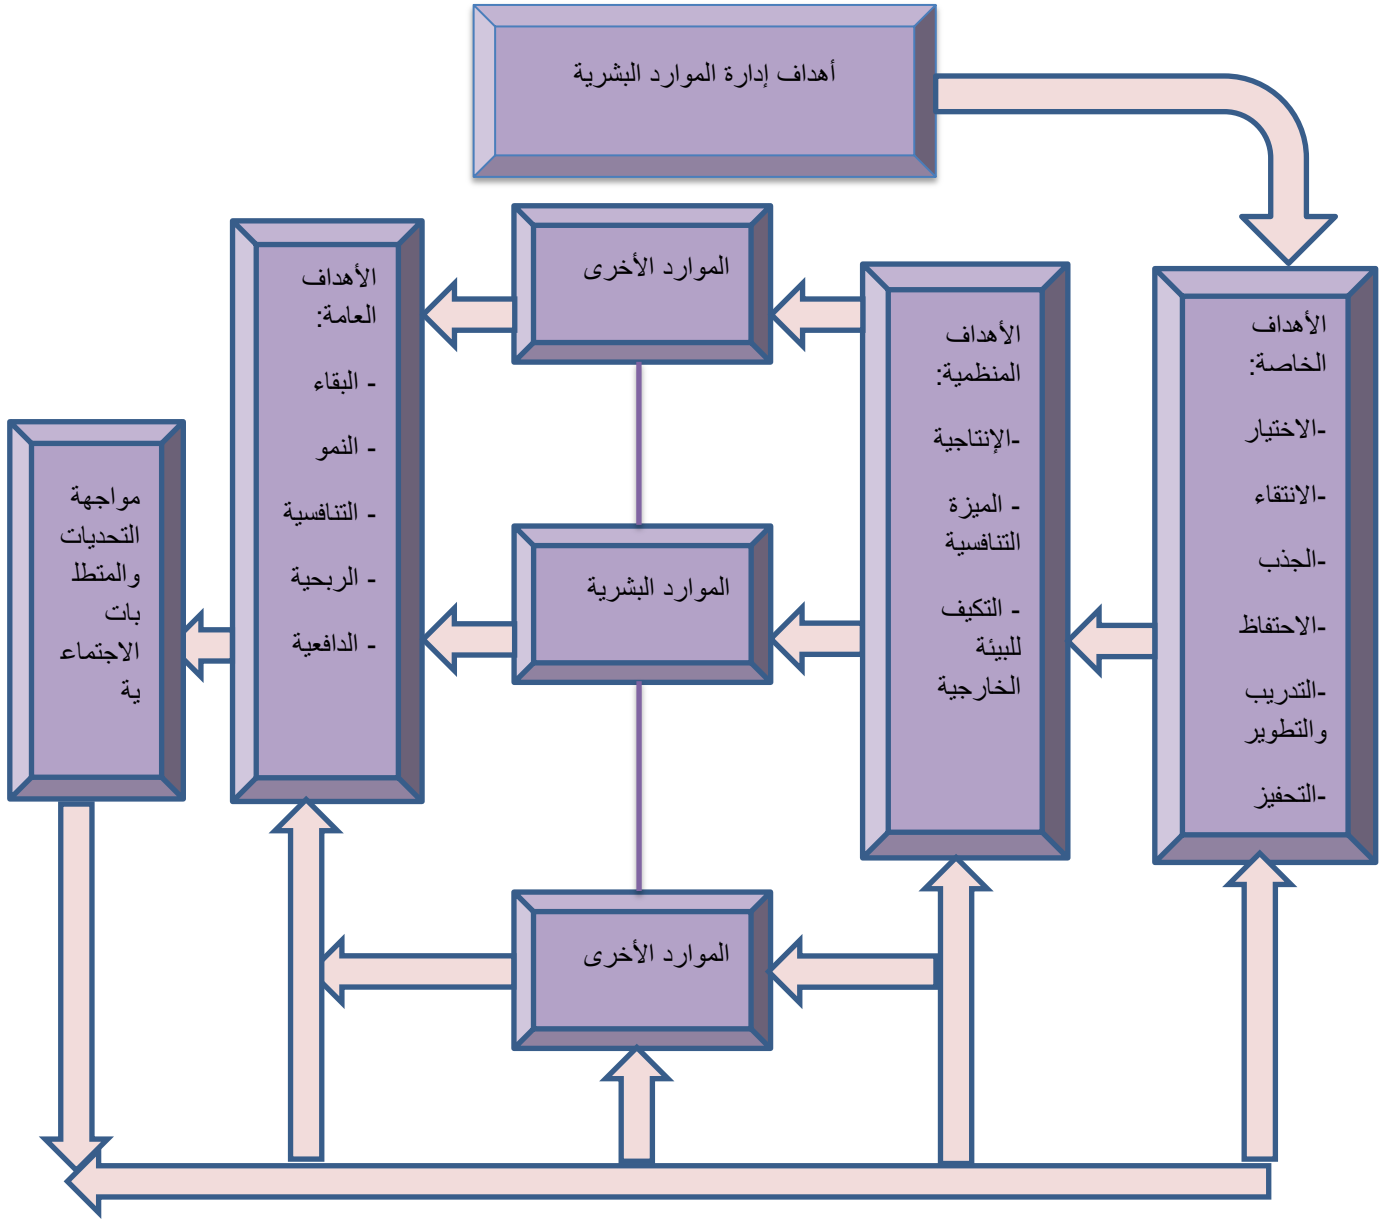 أهداف إدارة الموارد البشرية
الأهداف
الخاصة:
-الاختيار
-الانتقاء
-الجذب
-الاحتفاظ
-التدريب
والتطوير
-التحفيز
الأهداف
المنظمية:
-الإنتاجية
- الميزة
التنافسية
- التكيف
للبيئة
الخارجية
الموارد الأخرى
الموارد البشرية
الموارد الأخرى
الأهداف
العامة:
- البقاء
- النمو
- التنافسية
- الربحية
- الدافعية
مواجهة
التحديات
والمتطل
بات
الاجتماع
ية